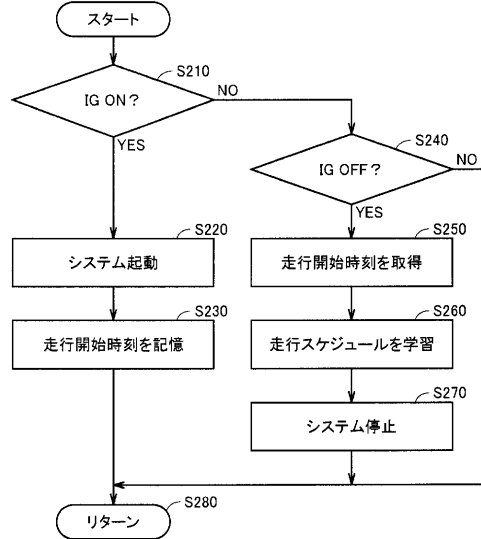 スタート
S210
IG ON?
NO
YES
S240
IG OFF?
NO
YES
S220
システム起動
S250
走行開始時刻を取得
S230
走行開始時刻を記憶
S260
走行スケジュールを学習
S270
システム停止
S280
リターン